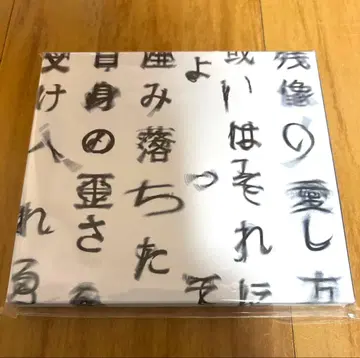 残像の愛し方
或いはそれに
よって
産み落ちた
自身の歪さ
受け入れる